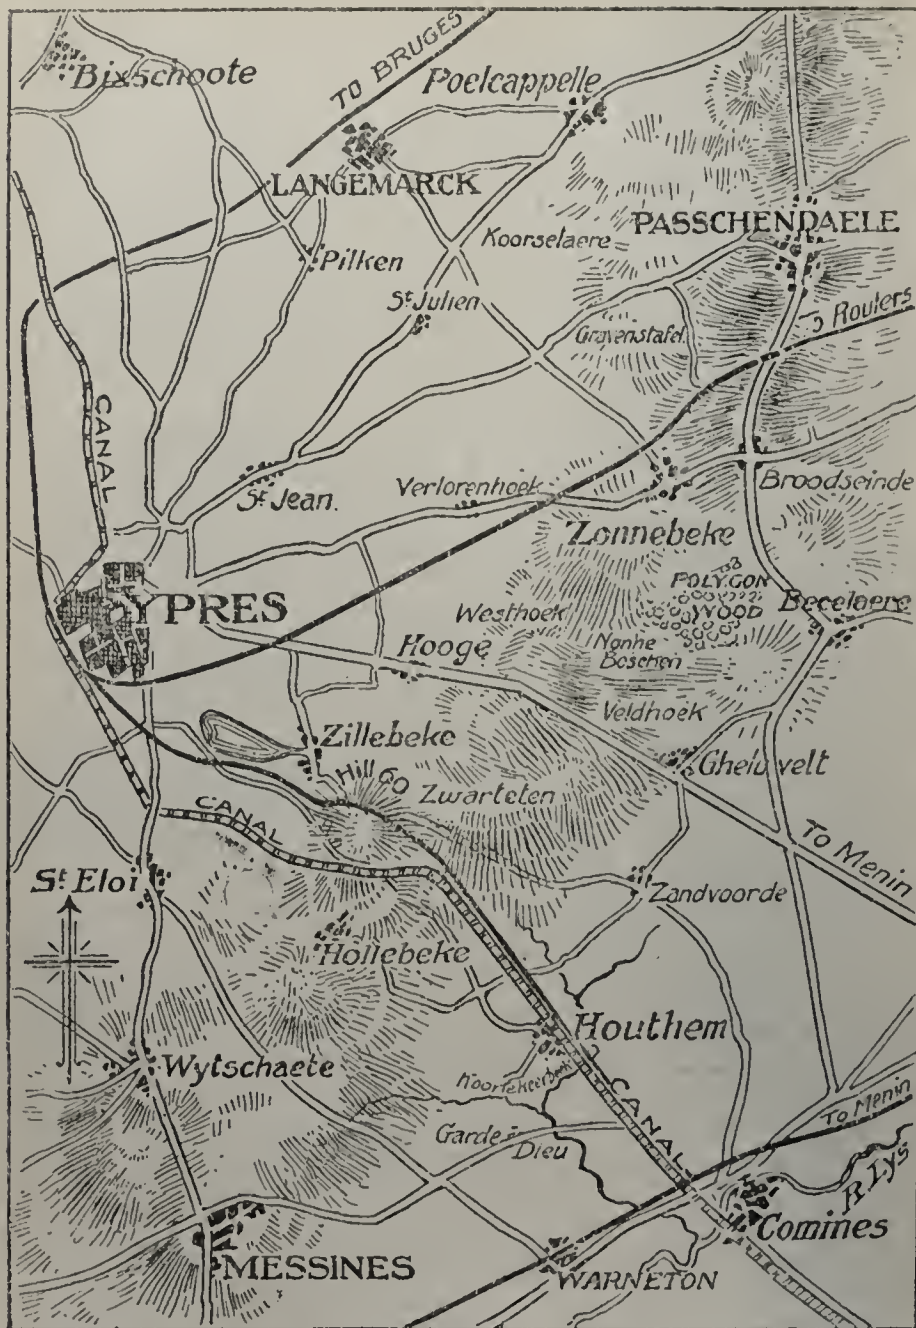 Bixschoote
TO BRUGES
Poelcappelle
LANGEMARCK
PASSCHENDAELE
Koorselaere
Pilken
St Julien
To Roulers
Gravenstafel
CANAL
St Jean.
Verlorenhoek
Broodseinde
Zonnebeke
POLYGON
WOOD
YPRES
Westhoek
Becelaere
Nonne
Boschen
Hooge
Veldhoek
Zillebeke
Gheluvelt
Hill 60
Zwarteten
CANAL
To Menin
St Eloi
Zandvoorde
Hollebeke
Houthem
Wytschaete
Koortekeerbeek
CANAL
To Menin
Garde
Dieu
R Lys
Comines
MESSINES
WARNETON